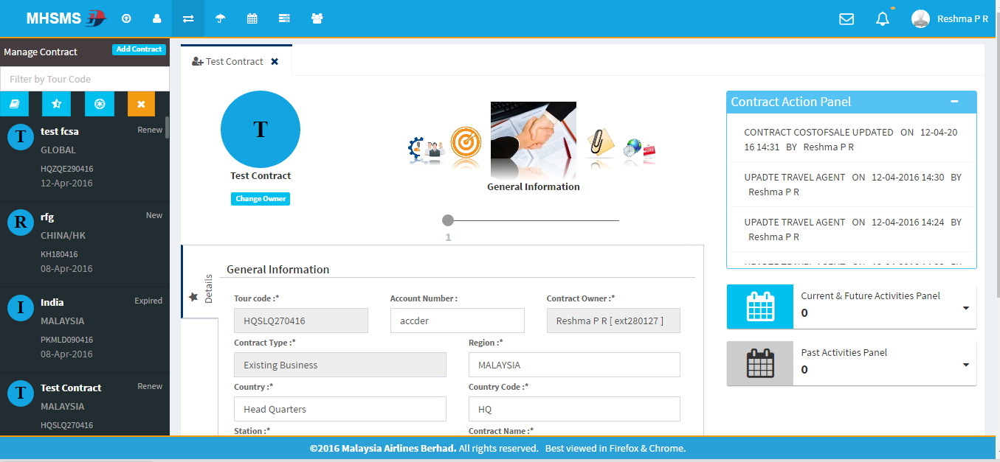 MHSMS
Reshma P R
Manage Contract
Add Contract
Filter by Tour Code
T
test fcsa
Renew
GLOBAL
HQZQE290416
12-Apr-2016
R
rfg
New
CHINA/HK
KH180416
08-Apr-2016
I
India
Expired
MALAYSIA
PKMLD090416
08-Apr-2016
T
Test Contract
Renew
MALAYSIA
HQSLQ270416
Test Contract
T
Test Contract
Change Owner
General Information
1
Details
General Information
Tour code :*
Account Number :
Contract Owner :*
HQSLQ270416
accder
Reshma P R [ ext280127 ]
Contract Type :*
Region :*
Existing Business
MALAYSIA
Country :*
Country Code :*
Head Quarters
HQ
Station :*
Contract Name :*
Contract Action Panel
CONTRACT COSTOFSALE UPDATED ON 12-04-20
16 14:31 BY Reshma P R
UPADTE TRAVEL AGENT ON 12-04-2016 14:30 BY
Reshma P R
UPADTE TRAVEL AGENT ON 12-04-2016 14:24 BY
Reshma P R
Current & Future Activities Panel
0
Past Activities Panel
0
©2016 Malaysia Airlines Berhad. All rights reserved. Best viewed in Firefox & Chrome.